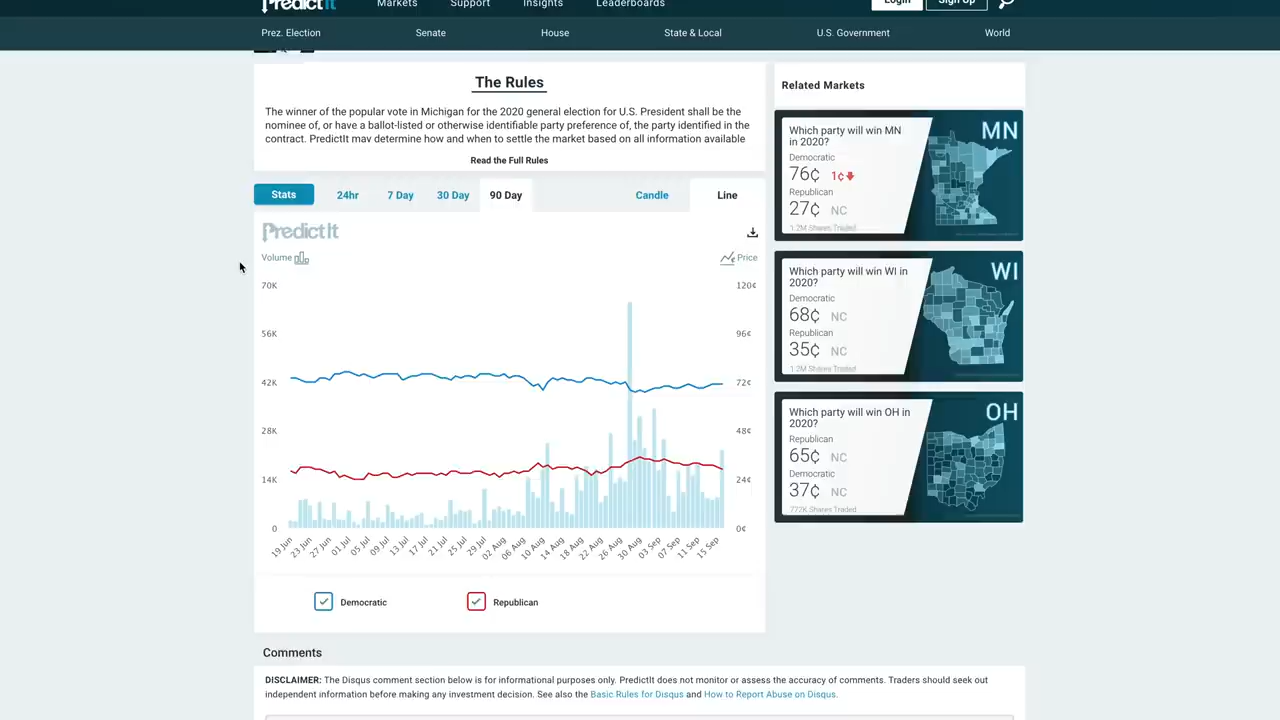 PredictIt
Markets
Support
Insights
Leaderboards
Login
Sign Up
Prez. Election
Senate
House
State & Local
U.S. Government
World
The Rules
The winner of the popular vote in Michigan for the 2020 general election for U.S. President shall be the
nominee of, or have a ballot-listed or otherwise identifiable party preference of, the party identified in the
contract. PredictIt may determine how and when to settle the market based on all information available
Read the Full Rules
Stats
24hr
7 Day
30 Day
90 Day
Candle
Line
PredictIt
Volume
Price
70K
56K
42K
28K
14K
0
120¢
96¢
72¢
48¢
24¢
0¢
19 Jun
23 Jun
27 Jun
01 Jul
05 Jul
09 Jul
13 Jul
17 Jul
21 Jul
25 Jul
29 Jul
02 Aug
06 Aug
10 Aug
14 Aug
18 Aug
22 Aug
26 Aug
30 Aug
03 Sep
07 Sep
11 Sep
15 Sep
Democratic
Republican
Related Markets
Which party will win MN
in 2020?
Democratic
76¢ 1¢
Republican
27¢ NC
1.2M Shares Traded
MN
Which party will win WI in
2020?
Democratic
68¢ NC
Republican
35¢ NC
1.2M Shares Traded
WI
Which party will win OH in
2020?
Republican
65¢ NC
Democratic
37¢ NC
772K Shares Traded
OH
Comments
DISCLAIMER: The Disqus comment section below is for informational purposes only. PredictIt does not monitor or assess the accuracy of comments. Traders should seek out
independent information before making any investment decision. See also the Basic Rules for Disqus and How to Report Abuse on Disqus.